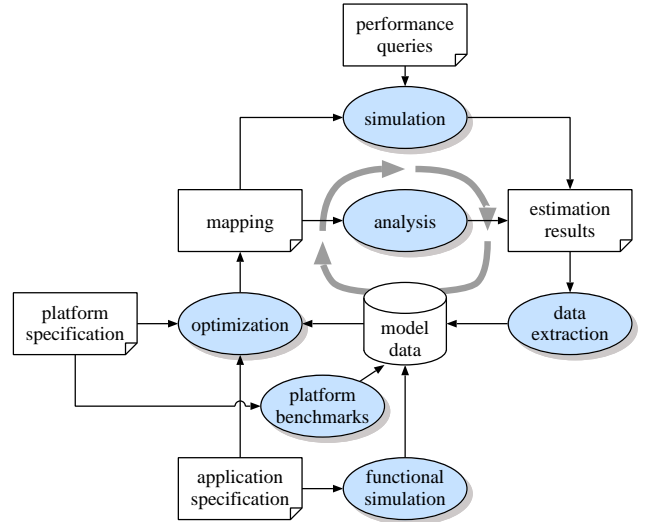 performance
queries
simulation
mapping
analysis
estimation
results
platform
specification
optimization
model
data
data
extraction
platform
benchmarks
application
specification
functional
simulation